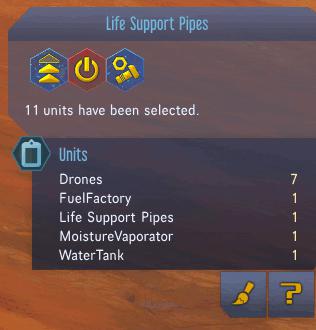 Life Support Pipes
11 units have been selected.
Units
Drones 7
FuelFactory 1
Life Support Pipes 1
MoistureVaporator 1
WaterTank 1
?